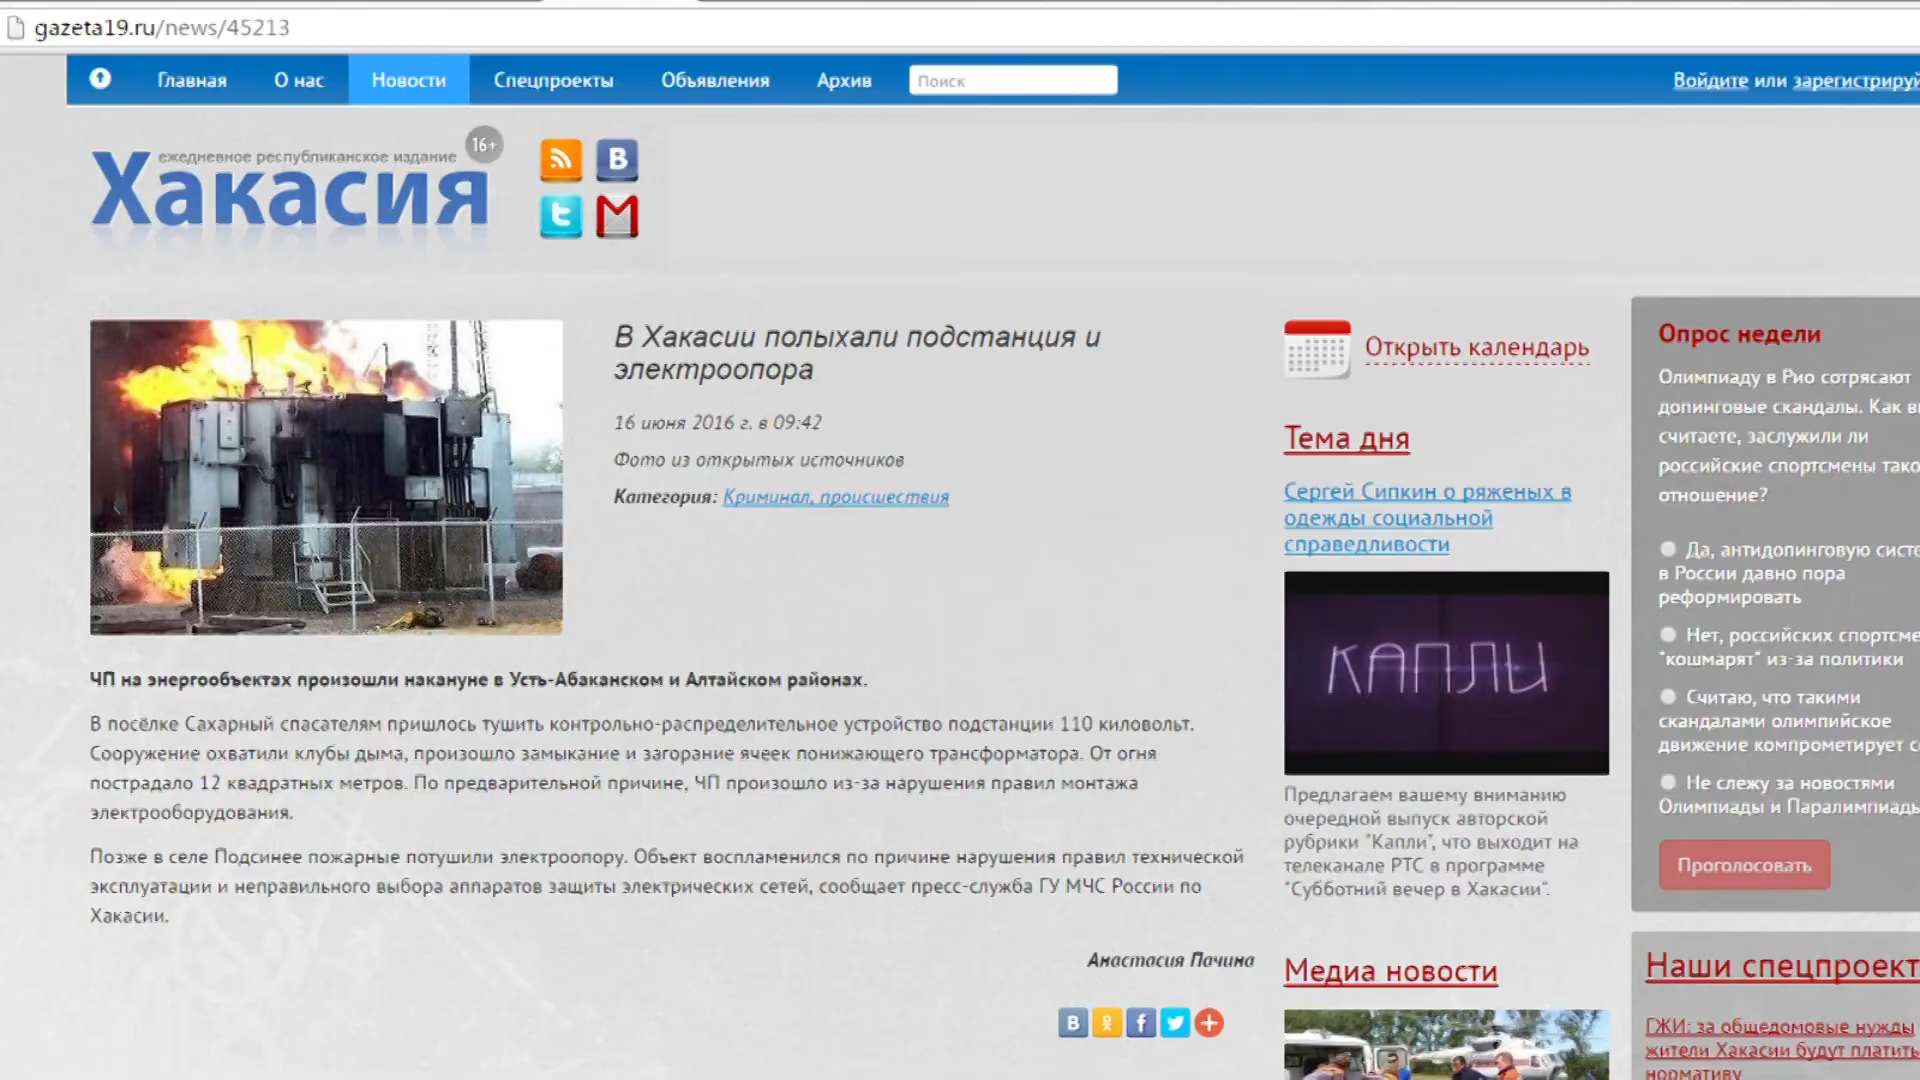 gazeta19.ru/news/45213
Главная О нас Новости Спецпроекты Объявления Архив Поиск Войдите или
16+
ежедневное республиканское издание
Хакасия
В Хакасии полыхали подстанция и
электроопора
16 июня 2016 г. в 09:42
Фото из открытых источников
Категория: Криминал, происшествия
ЧП на энергообъектах произошли накануне в Усть-Абаканском и Алтайском районах.
В посёлке Сахарный спасателям пришлось тушить контрольно-распределительное устройство подстанции 110 киловольт.
Сооружение охватили клубы дыма, произошло замыкание и загорание ячеек понижающего трансформатора. От огня
пострадало 12 квадратных метров. По предварительной причине, ЧП произошло из-за нарушения правил монтажа
электрооборудования.
Позже в селе Подсинее пожарные потушили электроопору. Объект воспламенился по причине нарушения правил технической
эксплуатации и неправильного выбора аппаратов защиты электрических сетей, сообщает пресс-служба ГУ МЧС России по
Хакасии.
Анастасия Пачина
Открыть календарь
Тема дня
Сергей Сипкин о ряженых в
одежды социальной
справедливости
КАПЛИ
Предлагаем вашему вниманию
очередной выпуск авторской
рубрики "Капли", что выходит на
телеканале РТС в программе
"Субботний вечер в Хакасии".
Медиа новости
Опрос недели
Олимпиаду в Рио сотрясают
допинговые скандалы. Как
считаете, заслужили ли
российские спортсмены
отношение?
Да, антидопинговую
в России давно пора
реформировать
Нет, российских
"кошмарят" из-за политики
Считаю, что такими
скандалами олимпийское
движение компрометирует
Не слежу за новостями
Олимпиады и
Проголосовать
Наши
ГЖИ: за общедомовые нужды
жители Хакасии будут платить
нормативу